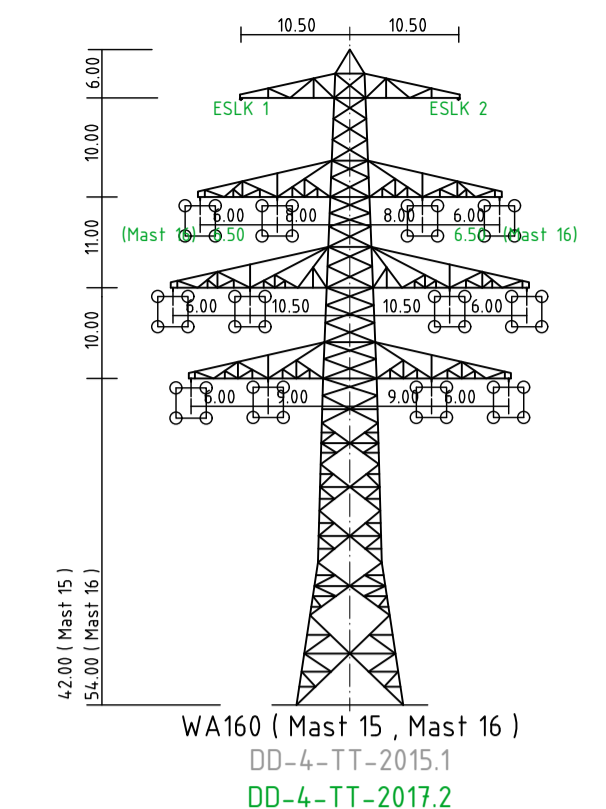 10.50 10.50
6.00
ESLK 1 ESLK 2
10.00
6.00 8.00 8.00 6.00
(Mast 16) 6.50 6.50 (Mast 16)
11.00
6.00 10.50 10.50 6.00
10.00
6.00 9.00 9.00 6.00
42.00 ( Mast 15 )
54.00 ( Mast 16 )
WA160 ( Mast 15 , Mast 16 )
DD-4-TT-2015.1
DD-4-TT-2017.2